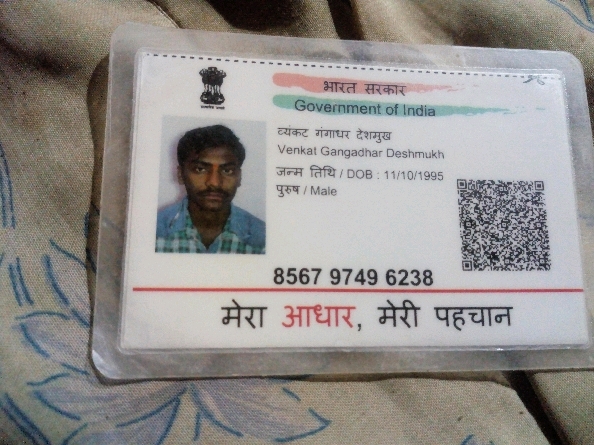 भारत सरकार
Government of India
व्यंकट गंगाधर देशमुख
Venkat Gangadhar Deshmukh
जन्म तिथि / DOB : 11/10/1995
पुरुष / Male
8567 9749 6238
मेरा आधार, मेरी पहचान